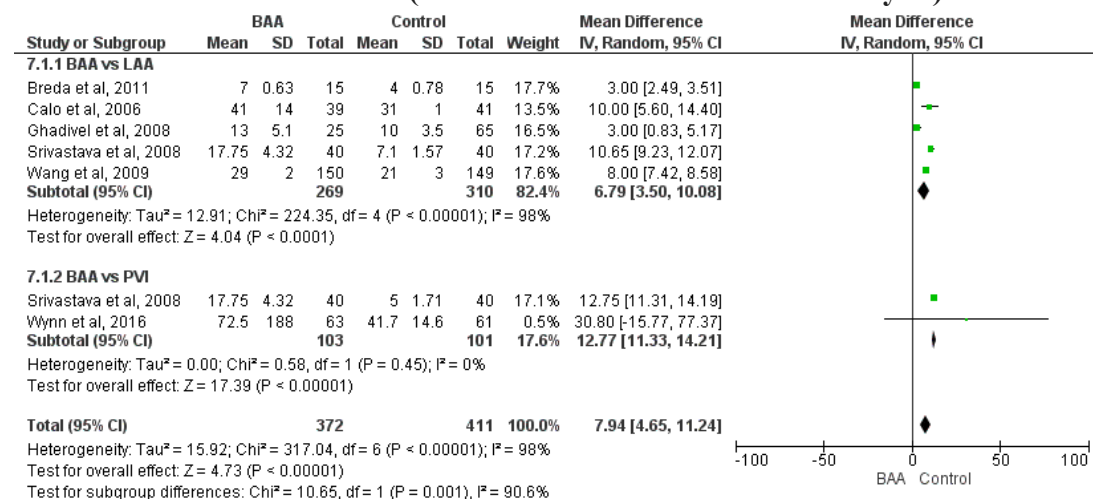 BAA Control Mean Difference Mean Difference
Study or Subgroup Mean SD Total Mean SD Total Weight IV, Random, 95% CI IV, Random, 95% CI
7.1.1 BAA vs LAA
Breda et al, 2011 7 0.63 15 4 0.78 15 17.7% 3.00 [2.49, 3.51]
Calo et al, 2006 41 14 39 31 1 41 13.5% 10.00 [5.60, 14.40]
Ghadivel et al, 2008 13 5.1 25 10 3.5 65 16.5% 3.00 [0.83, 5.17]
Srivastava et al, 2008 17.75 4.32 40 7.1 1.57 40 17.2% 10.65 [9.23, 12.07]
Wang et al, 2009 29 2 150 21 3 149 17.6% 8.00 [7.42, 8.58]
Subtotal (95% CI) 269 310 82.4% 6.79 [3.50, 10.08]
Heterogeneity: Tau² = 12.91; Chi² = 224.35, df = 4 (P < 0.00001); I² = 98%
Test for overall effect: Z = 4.04 (P < 0.0001)
7.1.2 BAA vs PVI
Srivastava et al, 2008 17.75 4.32 40 5 1.71 40 17.1% 12.75 [11.31, 14.19]
Wynn et al, 2016 72.5 188 63 41.7 14.6 61 0.5% 30.80 [-15.77, 77.37]
Subtotal (95% CI) 103 101 17.6% 12.77 [11.33, 14.21]
Heterogeneity: Tau² = 0.00; Chi² = 0.58, df = 1 (P = 0.45); I² = 0%
Test for overall effect: Z = 17.39 (P < 0.00001)
Total (95% CI) 372 411 100.0% 7.94 [4.65, 11.24]
Heterogeneity: Tau² = 15.92; Chi² = 317.04, df = 6 (P < 0.00001); I² = 98%
Test for overall effect: Z = 4.73 (P < 0.00001)
Test for subgroup differences: Chi² = 10.65, df = 1 (P = 0.001), I² = 90.6%
-100 -50 0 50 100
BAA Control